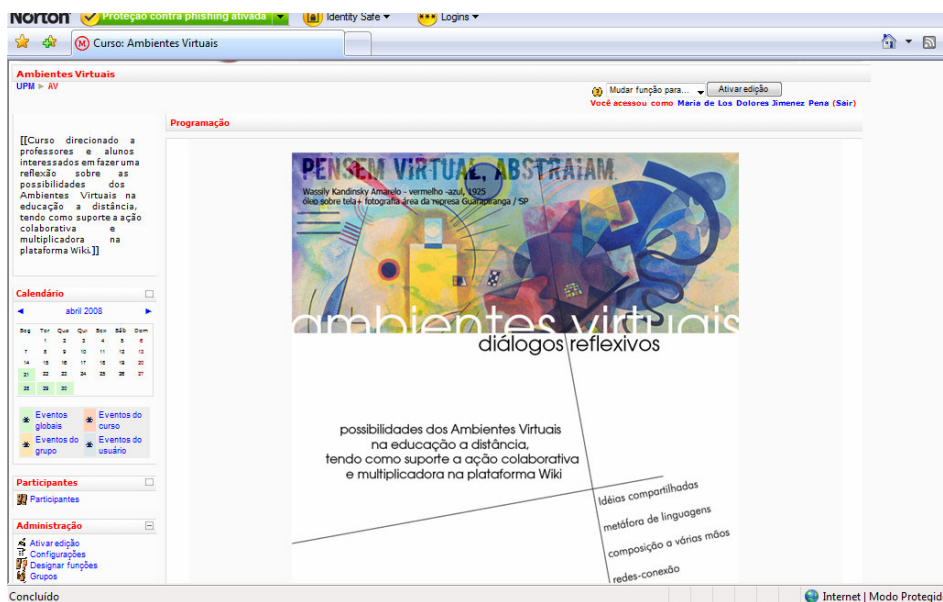 Norton
Proteção contra phishing ativada
Identity Safe
Logins
Curso: Ambientes Virtuais
Ambientes Virtuais
UPM ► AV
Mudar função para...
Ativar edição
Você acessou como Maria de Los Dolores Jimenez Pena (Sair)
[[Curso direcionado a
professores e alunos
interessados em fazer uma
reflexão sobre as
possibilidades dos
Ambientes Virtuais na
educação a distância,
tendo como suporte a ação
colaborativa e
multiplicadora na
plataforma Wiki.]]
Calendário
abril 2008
Seg Ter Qua Qui Sex Sáb Dom
1 2 3 4 5 6
7 8 9 10 11 12 13
14 15 16 17 18 19 20
21 22 23 24 25 26 27
28 29 30
Eventos globais
Eventos do curso
Eventos do grupo
Eventos do usuário
Participantes
Participantes
Administração
Ativar edição
Configurações
Designar funções
Grupos
Programação
PENSEM VIRTUAL, ABSTRAIAM.
Wassily Kandinsky Amarelo - vermelho -azul, 1925
óleo sobre tela+ fotografia área da represa Guarapiranga / SP
ambientes virtuais
diálogos reflexivos
possibilidades dos Ambientes Virtuais
na educação a distância,
tendo como suporte a ação colaborativa
e multiplicadora na plataforma Wiki
Idéias compartilhadas
metáfora de linguagens
composição a várias mãos
redes-conexão
Concluído
Internet | Modo Protegid